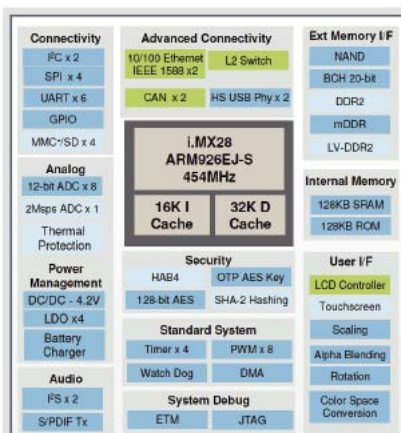 Connectivity
I²C x 2
SPI x 4
UART x 6
GPIO
MMC+/SD x 4
Analog
12-bit ADC x 8
2Msps ADC x 1
Thermal
Protection
Power
Management
DC/DC - 4.2V
LDO x4
Battery
Charger
Audio
I²S x 2
S/PDIF Tx
Advanced Connectivity
10/100 Ethernet
IEEE 1588 x2
L2 Switch
CAN x 2
HS USB Phy x 2
i.MX28
ARM926EJ-S
454MHz
16K I
Cache
32K D
Cache
Security
HAB4
OTP AES Key
128-bit AES
SHA-2 Hashing
Standard System
Timer x 4
PWM x 8
Watch Dog
DMA
System Debug
ETM
JTAG
Ext Memory I/F
NAND
BCH 20-bit
DDR2
mDDR
LV-DDR2
Internal Memory
128KB SRAM
128KB ROM
User I/F
LCD Controller
Touchscreen
Scaling
Alpha Blending
Rotation
Color Space
Conversion